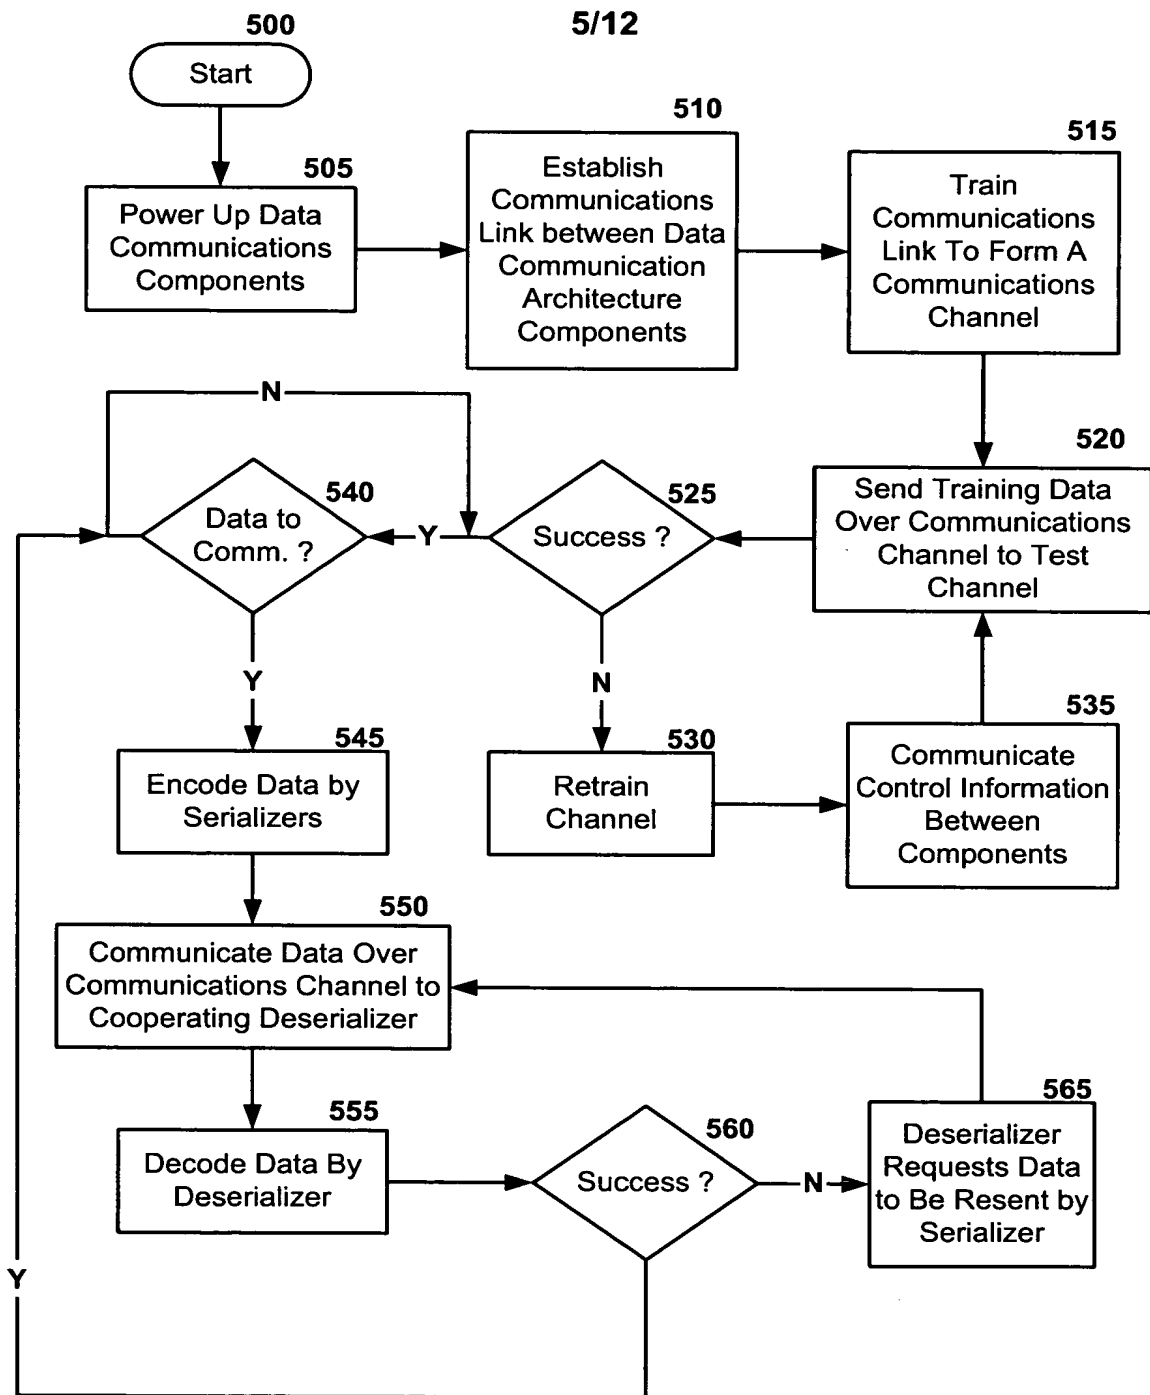 5/12
500
Start
505
Power Up Data
Communications
Components
510
Establish
Communications
Link between Data
Communication
Architecture
Components
515
Train
Communications
Link To Form A
Communications
Channel
520
Send Training Data
Over Communications
Channel to Test
Channel
525
Success ?
Y
N
530
Retrain
Channel
535
Communicate
Control Information
Between
Components
540
Data to
Comm. ?
N
Y
545
Encode Data by
Serializers
550
Communicate Data Over
Communications Channel to
Cooperating Deserializer
555
Decode Data By
Deserializer
560
Success ?
N
Y
565
Deserializer
Requests Data
to Be Resent by
Serializer